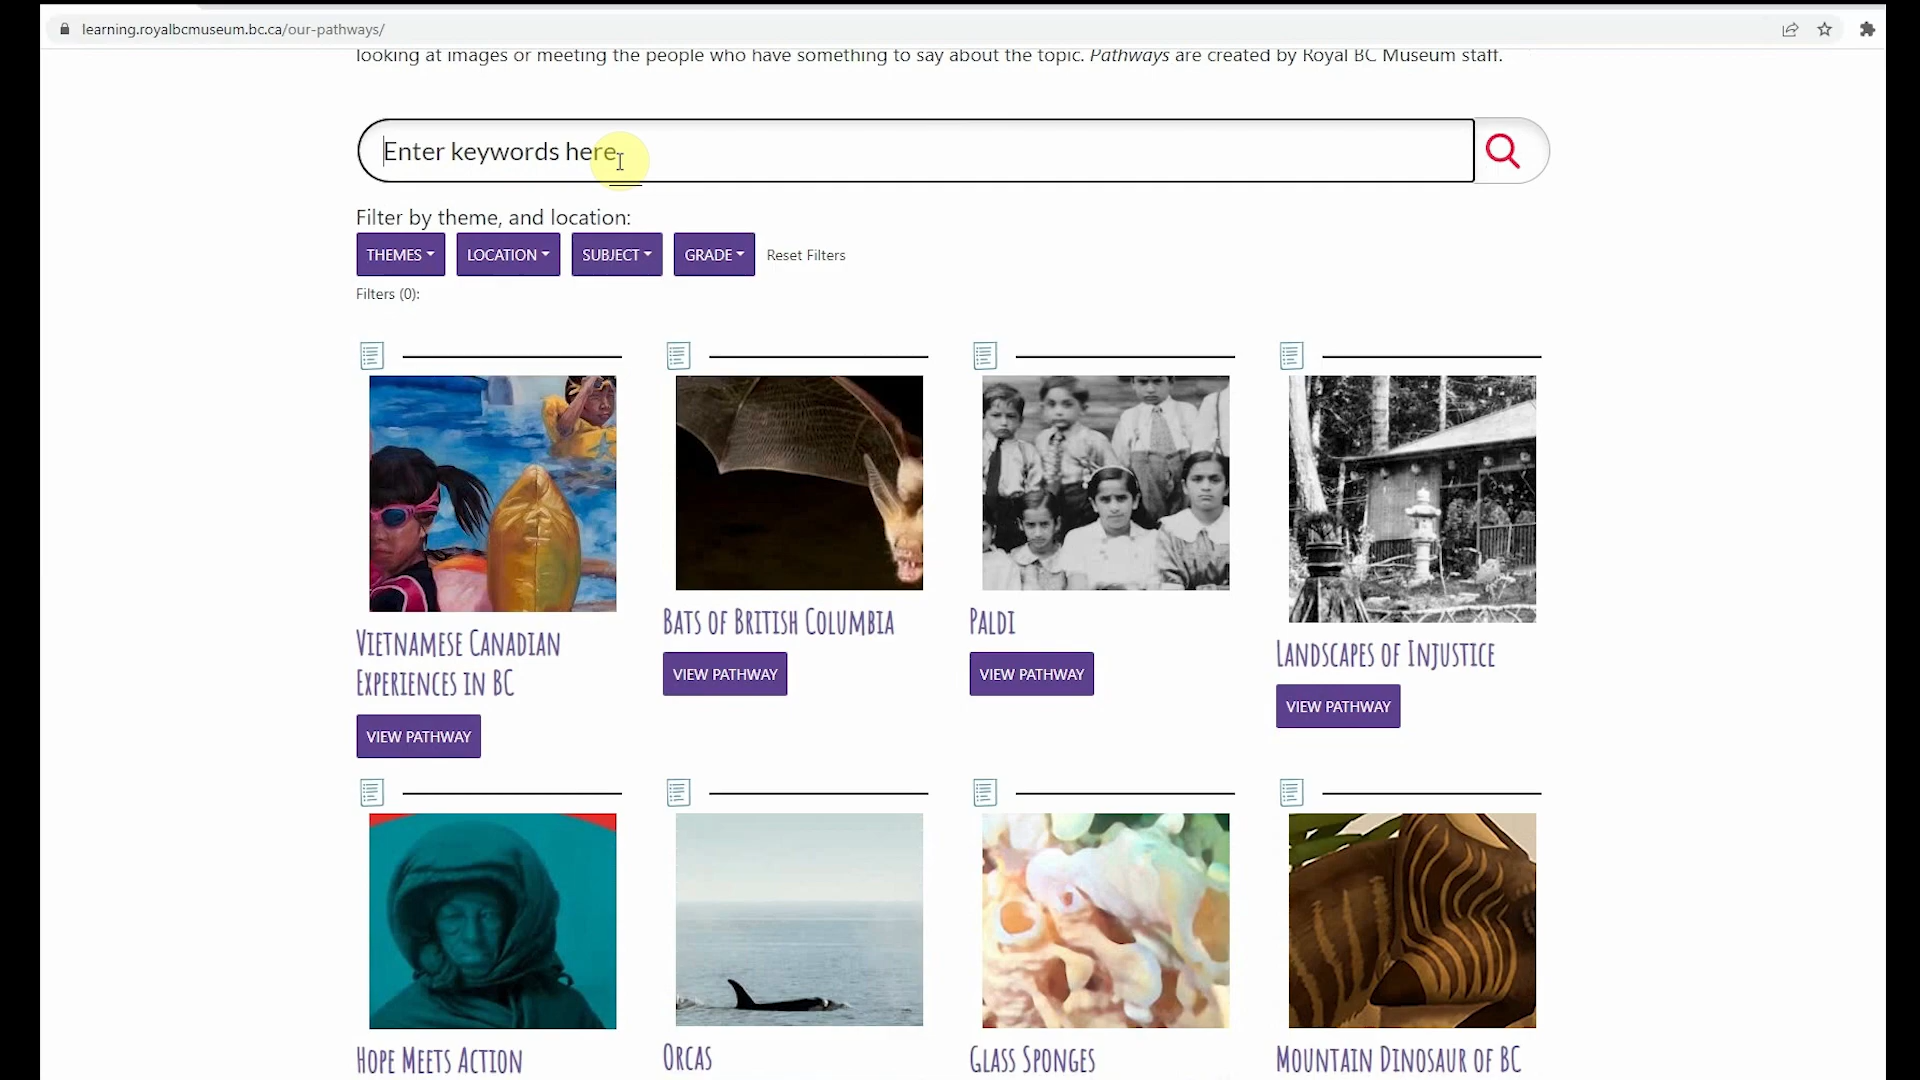 learning.royalbcmuseum.bc.ca/our-pathways/
looking at images or meeting the people who have something to say about the topic. Pathways are created by Royal BC Museum staff.
Enter keywords here
Filter by theme, and location:
THEMES LOCATION SUBJECT GRADE Reset Filters
Filters (0):
VIETNAMESE CANADIAN
EXPERIENCES IN BC
VIEW PATHWAY
BATS OF BRITISH COLUMBIA
VIEW PATHWAY
PALDI
VIEW PATHWAY
LANDSCAPES OF INJUSTICE
VIEW PATHWAY
HOPE MEETS ACTION
ORCAS
GLASS SPONGES
MOUNTAIN DINOSAUR OF BC